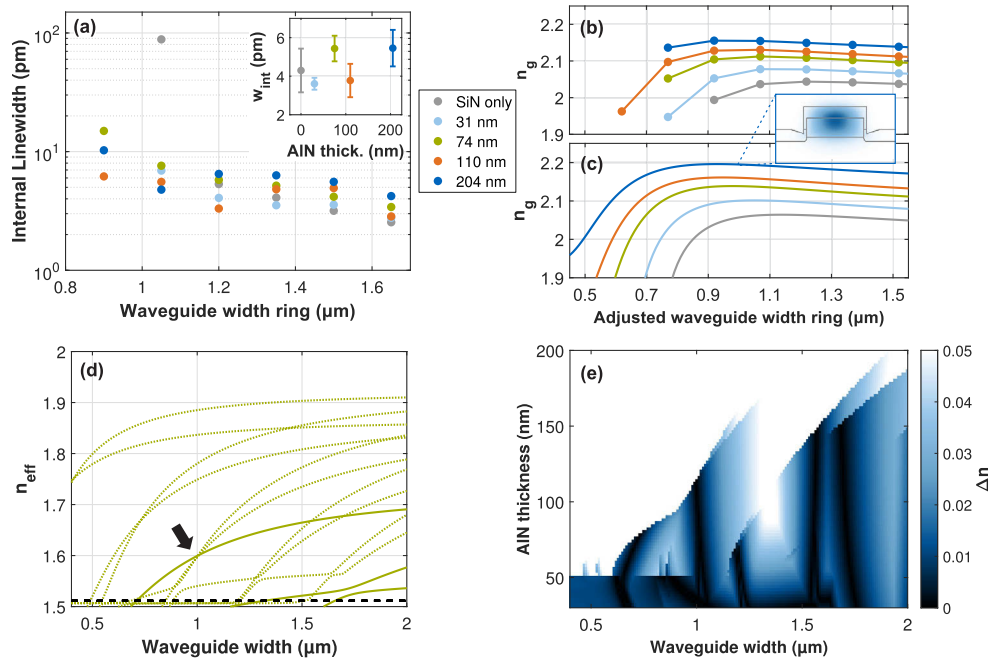 (a)
Internal Linewidth (pm)
10²
10¹
10⁰
0.8
1
1.2
1.4
1.6
Waveguide width ring (μm)
w_int (pm)
6
4
2
0
100
200
AlN thick. (nm)
SiN only
31 nm
74 nm
110 nm
204 nm
(b)
n_g
2.2
2.1
2
1.9
(c)
n_g
2.2
2.1
2
1.9
0.5
0.7
0.9
1.1
1.3
1.5
Adjusted waveguide width ring (μm)
(d)
n_eff
2
1.9
1.8
1.7
1.6
1.5
0.5
1
1.5
2
Waveguide width (μm)
(e)
AlN thickness (nm)
200
150
100
50
0.5
1
1.5
2
Waveguide width (μm)
0.05
0.04
0.03
0.02
0.01
0
Δn